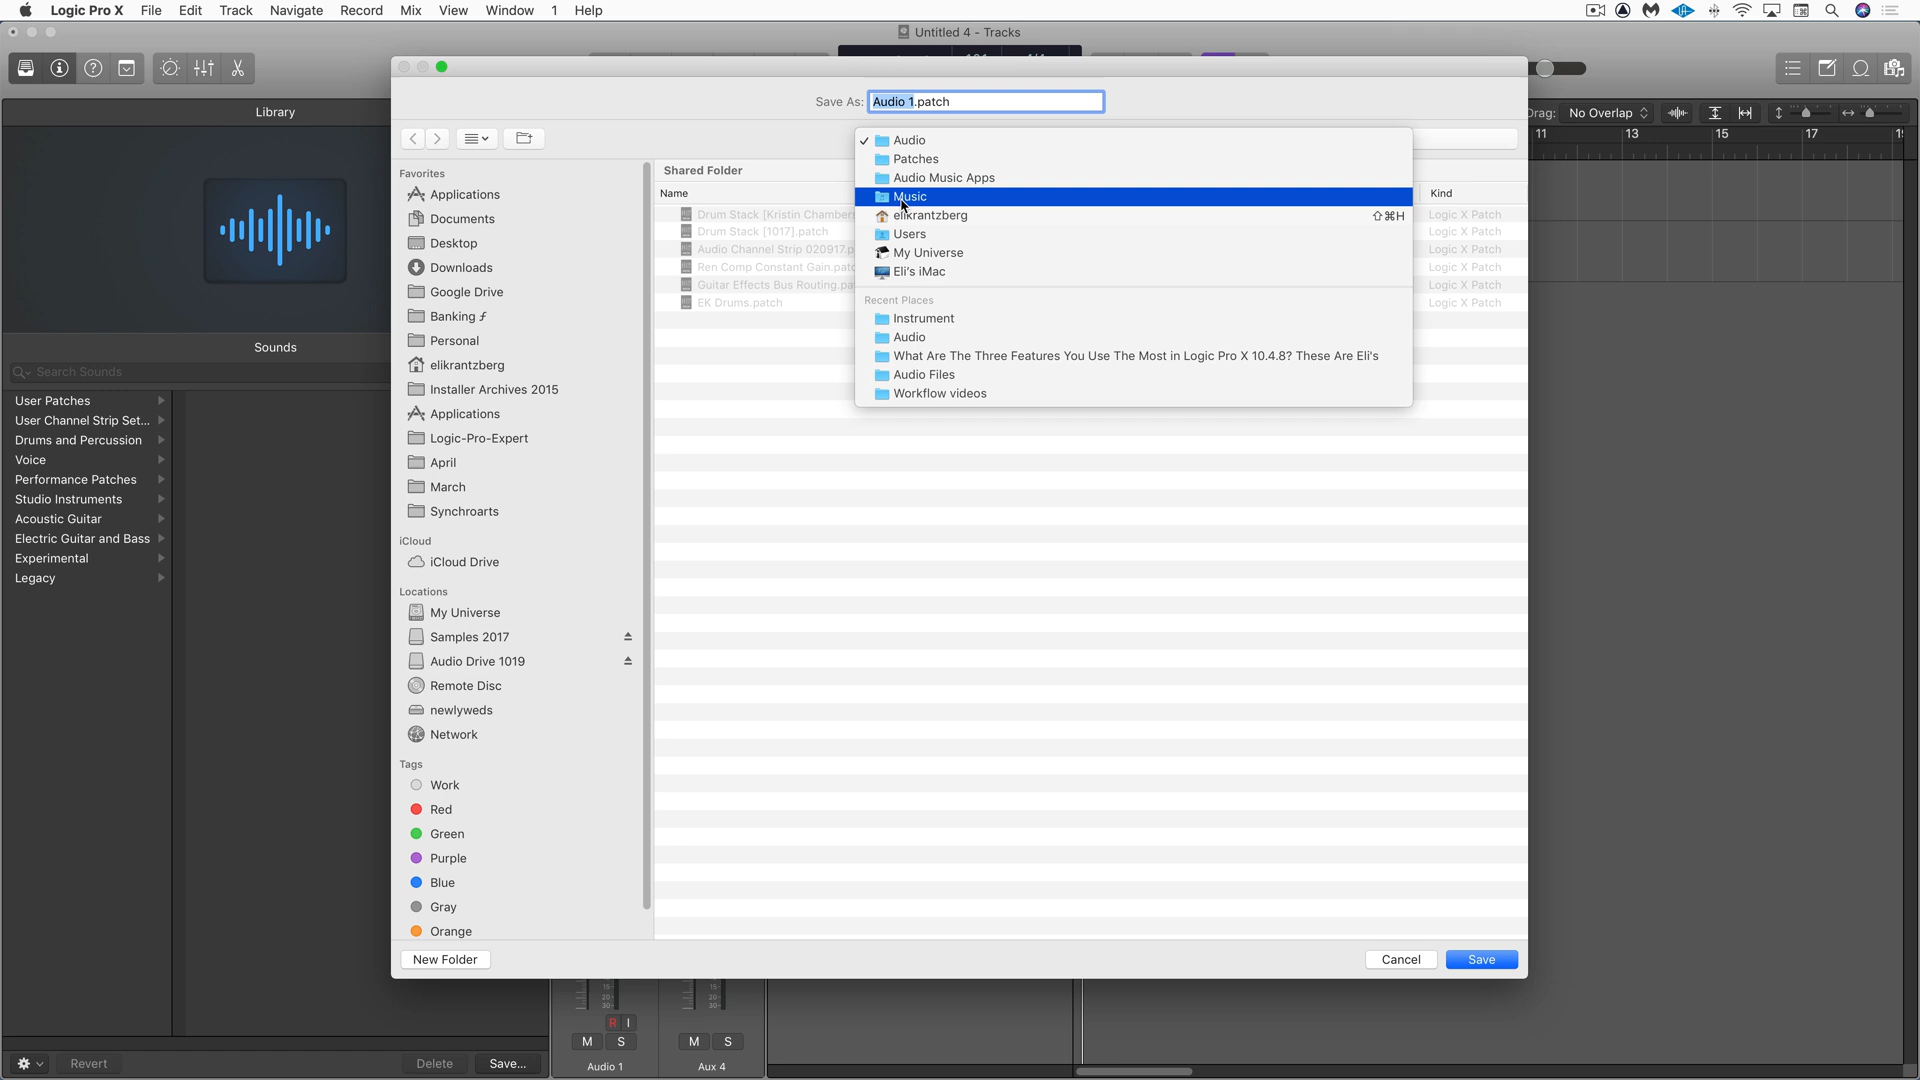 Logic Pro X File Edit Track Navigate Record Mix View Window 1 Help
Untitled 4 - Tracks
Save As: Audio 1.patch
Library
Drag: No Overlap
11 13 15 17
Audio
Patches
Audio Music Apps
Music
elikrantzberg ⇧⌘H
Users
My Universe
Eli's iMac
Recent Places
Instrument
Audio
What Are The Three Features You Use The Most in Logic Pro X 10.4.8? These Are Eli's
Audio Files
Workflow videos
Favorites
Applications
Documents
Desktop
Downloads
Google Drive
Banking ƒ
Personal
elikrantzberg
Installer Archives 2015
Applications
Logic-Pro-Expert
April
March
Synchroarts
iCloud
iCloud Drive
Locations
My Universe
Samples 2017
Audio Drive 1019
Remote Disc
newlyweds
Network
Tags
Work
Red
Green
Purple
Blue
Gray
Orange
Shared Folder
Name Kind
Drum Stack [Kristin Chambers Logic X Patch
Drum Stack [1017].patch Logic X Patch
Audio Channel Strip 020917.p Logic X Patch
Ren Comp Constant Gain.patc Logic X Patch
Guitar Effects Bus Routing.pa Logic X Patch
EK Drums.patch Logic X Patch
Sounds
Search Sounds
User Patches
User Channel Strip Set...
Drums and Percussion
Voice
Performance Patches
Studio Instruments
Acoustic Guitar
Electric Guitar and Bass
Experimental
Legacy
New Folder Cancel Save
15 15
20 20
30 30
R I
M S M S
Revert Delete Save... Audio 1 Aux 4